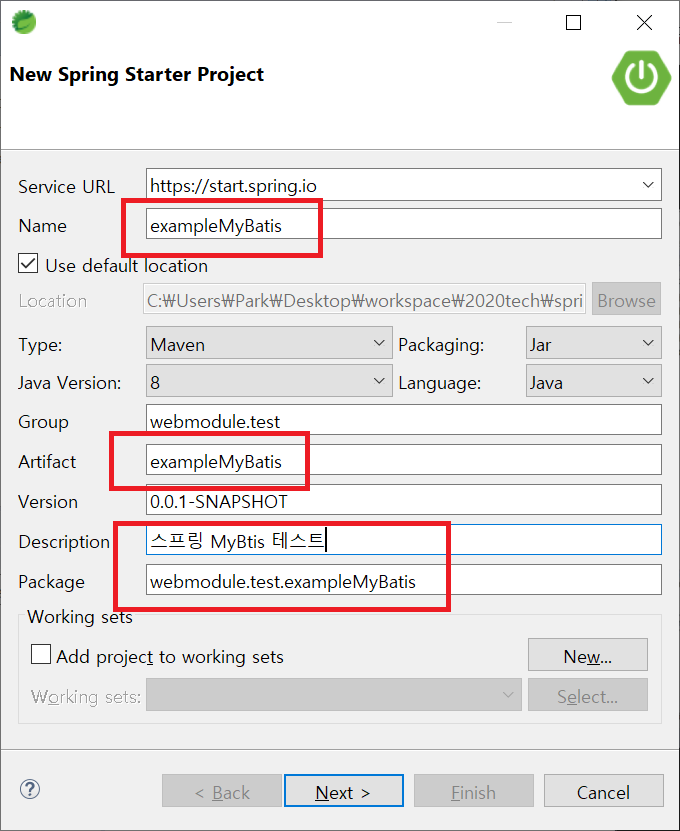 New Spring Starter Project
Service URL https://start.spring.io
Name exampleMyBatis
Use default location
Location C:₩Users₩Park₩Desktop₩workspace₩2020tech₩spri Browse
Type: Maven Packaging: Jar
Java Version: 8 Language: Java
Group webmodule.test
Artifact exampleMyBatis
Version 0.0.1-SNAPSHOT
Description 스프링 MyBtis 테스트
Package webmodule.test.exampleMyBatis
Working sets
Add project to working sets New...
Working sets: Select...
? < Back Next > Finish Cancel